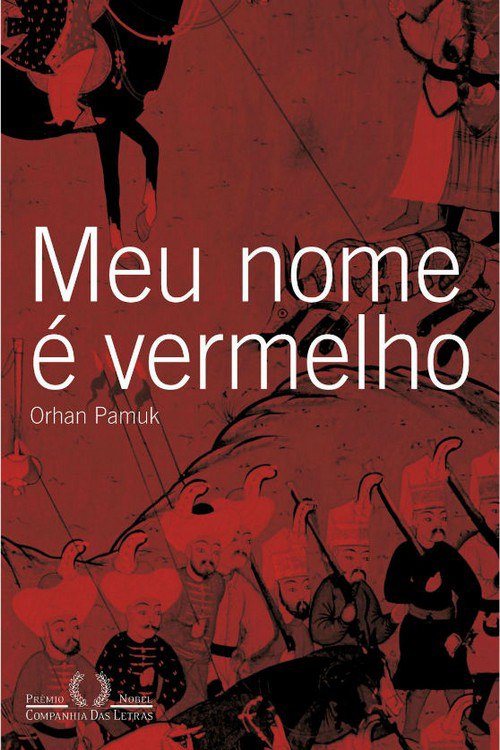 Meu nome
é vermelho
Orhan Pamuk
PRÊMIO NOBEL
COMPANHIA DAS LETRAS